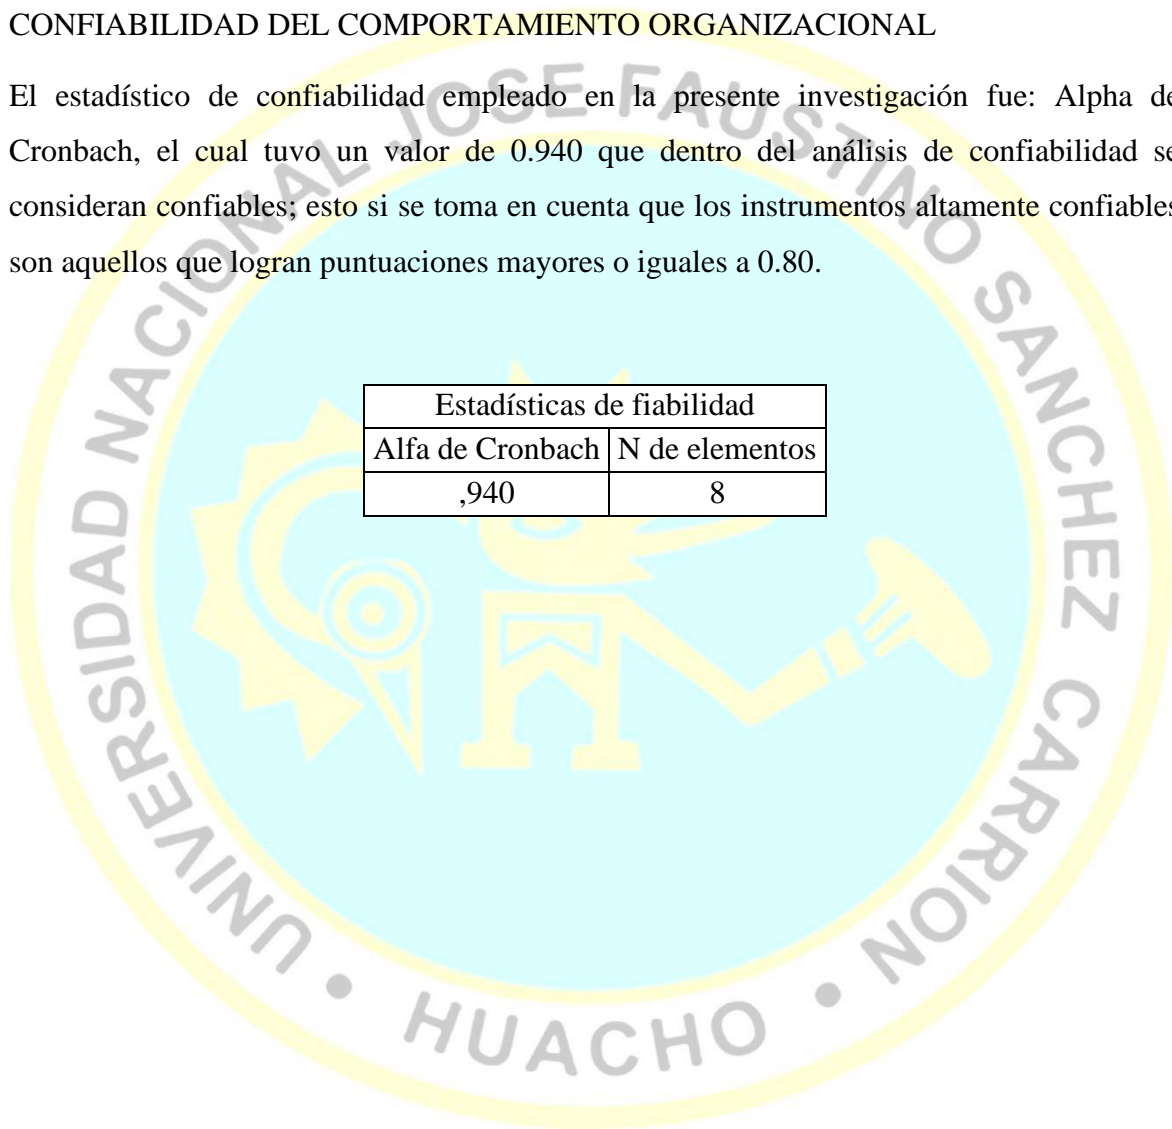 CONFIABILIDAD DEL COMPORTAMIENTO ORGANIZACIONAL
El estadístico de confiabilidad empleado en la presente investigación fue: Alpha de
Cronbach, el cual tuvo un valor de 0.940 que dentro del análisis de confiabilidad se
consideran confiables; esto si se toma en cuenta que los instrumentos altamente confiables
son aquellos que logran puntuaciones mayores o iguales a 0.80.
Estadísticas de fiabilidad
Alfa de Cronbach N de elementos
,940 8
UNIVERSIDAD NACIONAL JOSE FAUSTINO SANCHEZ CARRION
• HUACHO •